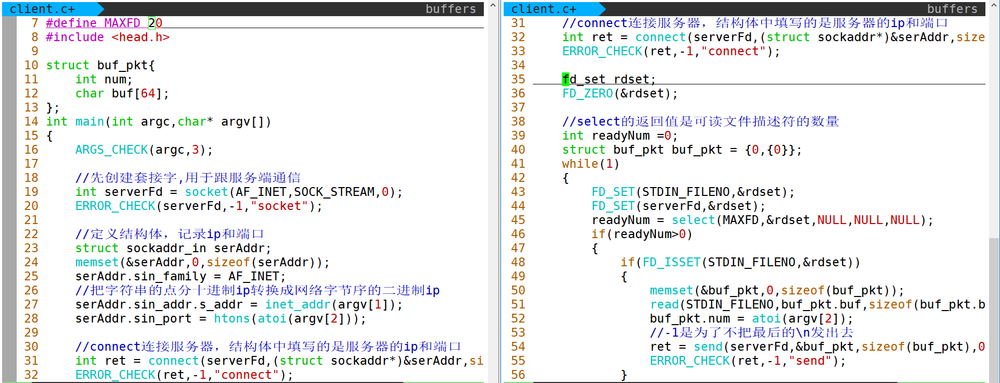 client.c+ buffers
7 #define MAXFD 20
8 #include <head.h>
9
10 struct buf_pkt{
11     int num;
12     char buf[64];
13 };
14 int main(int argc,char* argv[])
15 {
16     ARGS_CHECK(argc,3);
17
18     //先创建套接字,用于跟服务端通信
19     int serverFd = socket(AF_INET,SOCK_STREAM,0);
20     ERROR_CHECK(serverFd,-1,"socket");
21
22     //定义结构体，记录ip和端口
23     struct sockaddr_in serAddr;
24     memset(&serAddr,0,sizeof(serAddr));
25     serAddr.sin_family = AF_INET;
26     //把字符串的点分十进制ip转换成网络字节序的二进制ip
27     serAddr.sin_addr.s_addr = inet_addr(argv[1]);
28     serAddr.sin_port = htons(atoi(argv[2]));
29
30     //connect连接服务器，结构体中填写的是服务器的ip和端口
31     int ret = connect(serverFd,(struct sockaddr*)&serAddr,si
32     ERROR_CHECK(ret,-1,"connect");
client.c+ buffers
31     //connect连接服务器，结构体中填写的是服务器的ip和端口
32     int ret = connect(serverFd,(struct sockaddr*)&serAddr,size
33     ERROR_CHECK(ret,-1,"connect");
34
35     fd_set rdset;
36     FD_ZERO(&rdset);
37
38     //select的返回值是可读文件描述符的数量
39     int readyNum =0;
40     struct buf_pkt buf_pkt = {0,{0}};
41     while(1)
42     {
43         FD_SET(STDIN_FILENO,&rdset);
44         FD_SET(serverFd,&rdset);
45         readyNum = select(MAXFD,&rdset,NULL,NULL,NULL);
46         if(readyNum>0)
47         {
48             if(FD_ISSET(STDIN_FILENO,&rdset))
49             {
50                 memset(&buf_pkt,0,sizeof(buf_pkt));
51                 read(STDIN_FILENO,buf_pkt.buf,sizeof(buf_pkt.b
52                 buf_pkt.num = atoi(argv[2]);
53                 //-1是为了不把最后的\n发出去
54                 ret = send(serverFd,&buf_pkt,sizeof(buf_pkt),0
55                 ERROR_CHECK(ret,-1,"send");
56             }